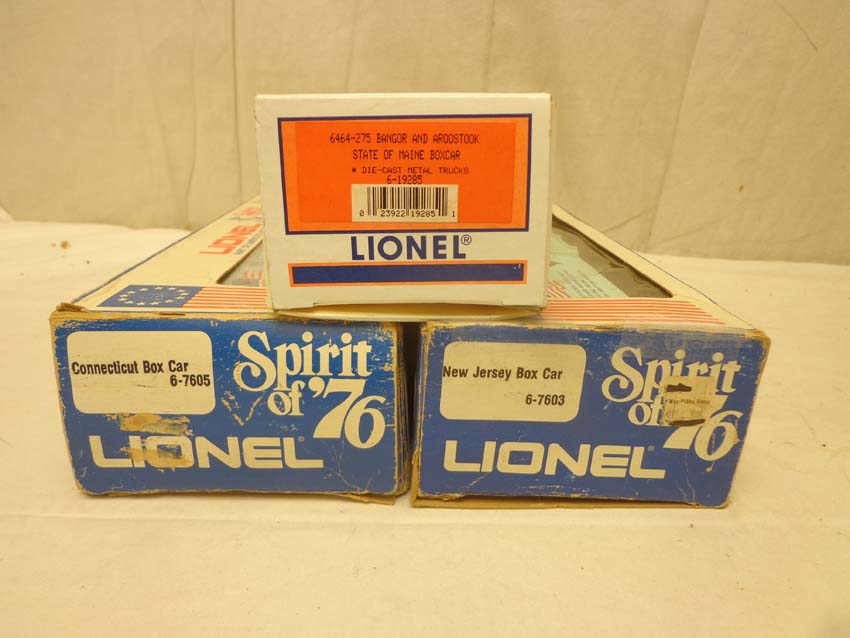 6464-275 BANGOR AND AROOSTOOK
STATE OF MAINE BOXCAR
* DIE-CAST METAL TRUCKS
6-19285
0 23922 19285 1
LIONEL®
LIONEL
Connecticut Box Car
6-7605
Spirit
of '76
LIONEL®
New Jersey Box Car
6-7603
Spirit
of '76
LIONEL®